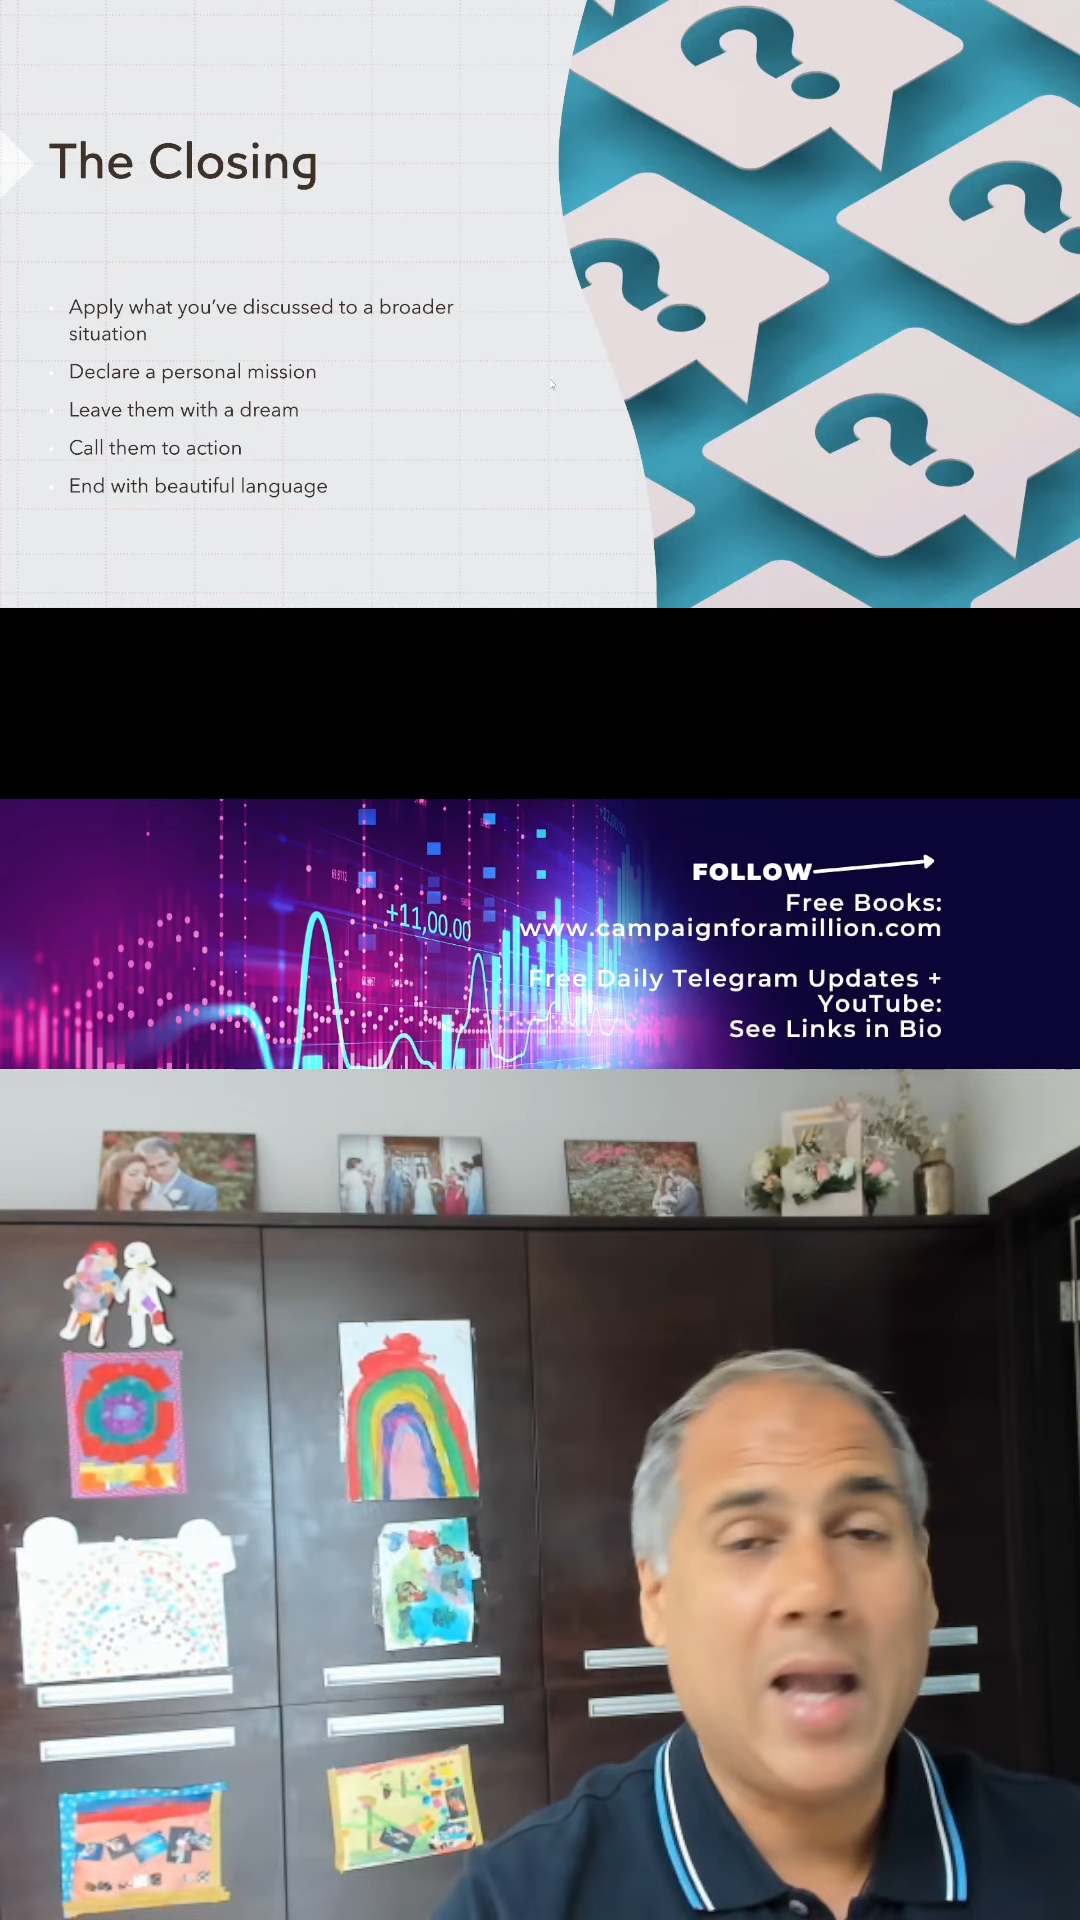 The Closing
Apply what you've discussed to a broader
situation
Declare a personal mission
Leave them with a dream
Call them to action
End with beautiful language
+11,00.00
FOLLOW
Free Books:
www.campaignforamillion.com
Free Daily Telegram Updates +
YouTube:
See Links in Bio